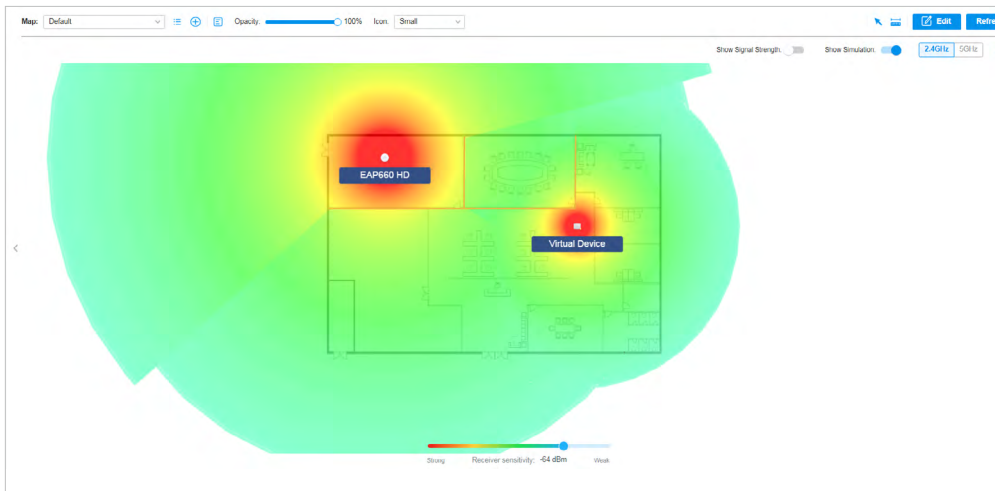 Map: Default Opacity: 100% Icon: Small Edit Refre
Show Signal Strength: Show Simulation: 2.4GHz 5GHz
EAP660 HD
Virtual Device
Strong Receiver sensitivity: -64 dBm Weak